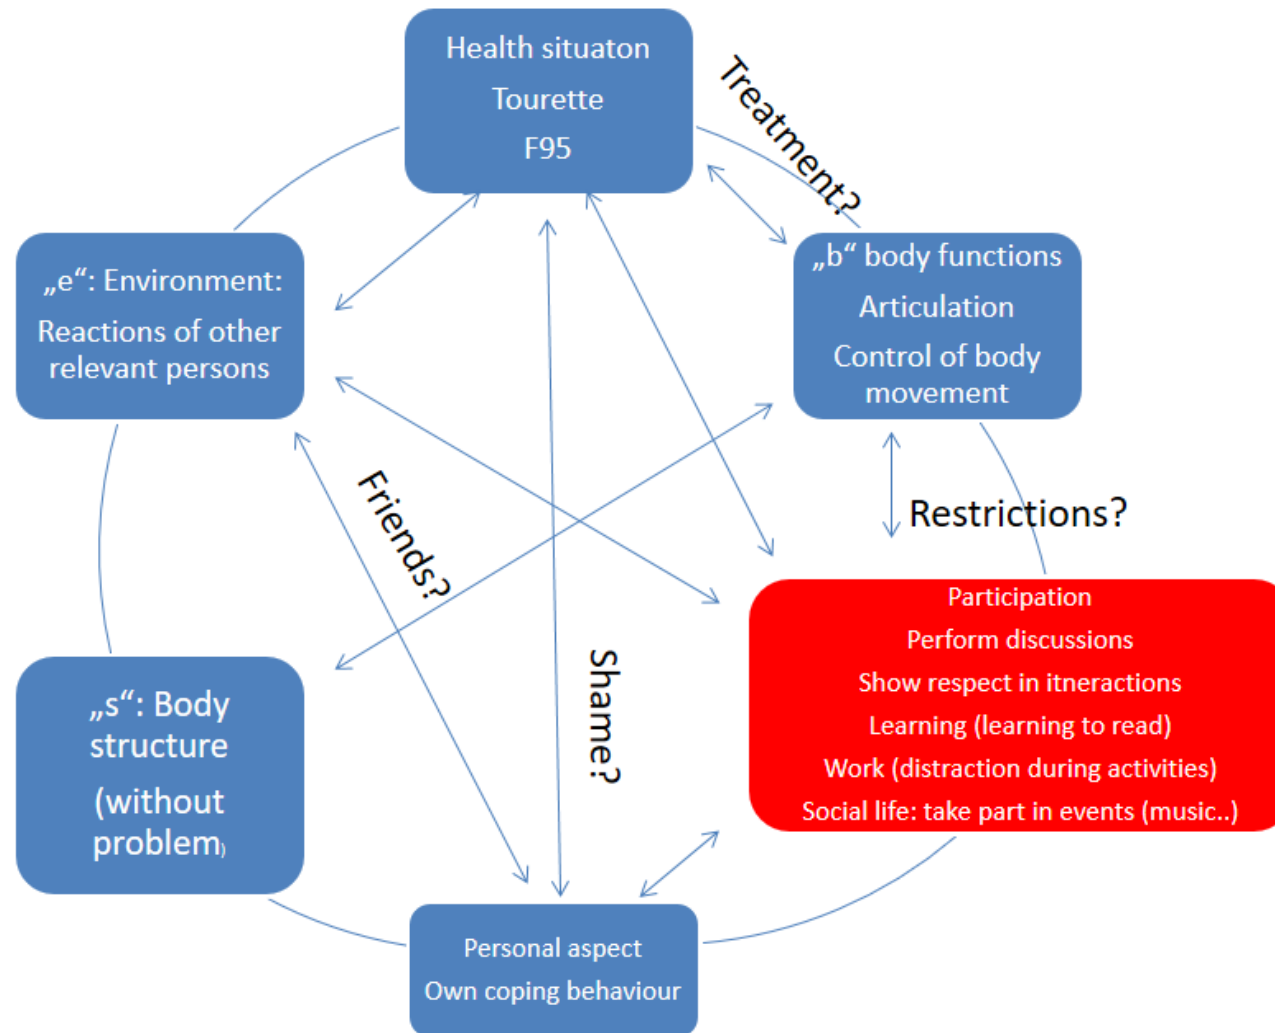 Health situaton
Tourette
F95
Treatment?
„e“: Environment:
Reactions of other
relevant persons
„b“ body functions
Articulation
Control of body
movement
Friends?
Restrictions?
Shame?
„s“: Body
structure
(without
problem)
Participation
Perform discussions
Show respect in itneractions
Learning (learning to read)
Work (distraction during activities)
Social life: take part in events (music..)
Personal aspect
Own coping behaviour